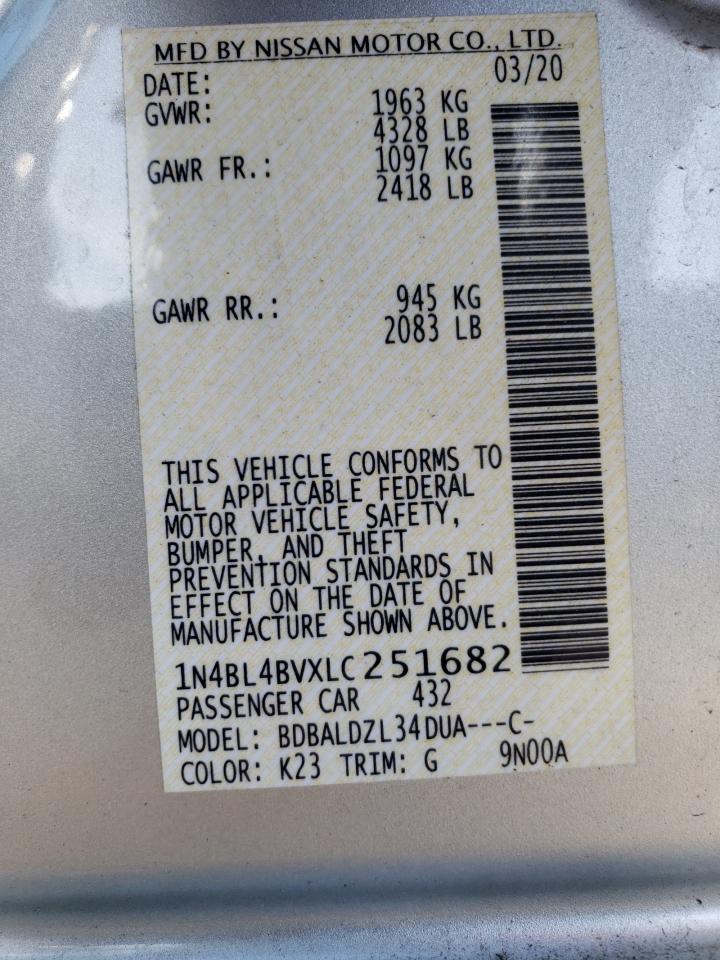 MFD BY NISSAN MOTOR CO., LTD.
DATE: 03/20
GVWR: 1963 KG
4328 LB
GAWR FR.: 1097 KG
2418 LB
GAWR RR.: 945 KG
2083 LB
THIS VEHICLE CONFORMS TO
ALL APPLICABLE FEDERAL
MOTOR VEHICLE SAFETY,
BUMPER, AND THEFT
PREVENTION STANDARDS IN
EFFECT ON THE DATE OF
MANUFACTURE SHOWN ABOVE.
1N4BL4BVXLC251682
PASSENGER CAR 432
MODEL: BDBALDZL34DUA---C-
COLOR: K23 TRIM: G 9N00A